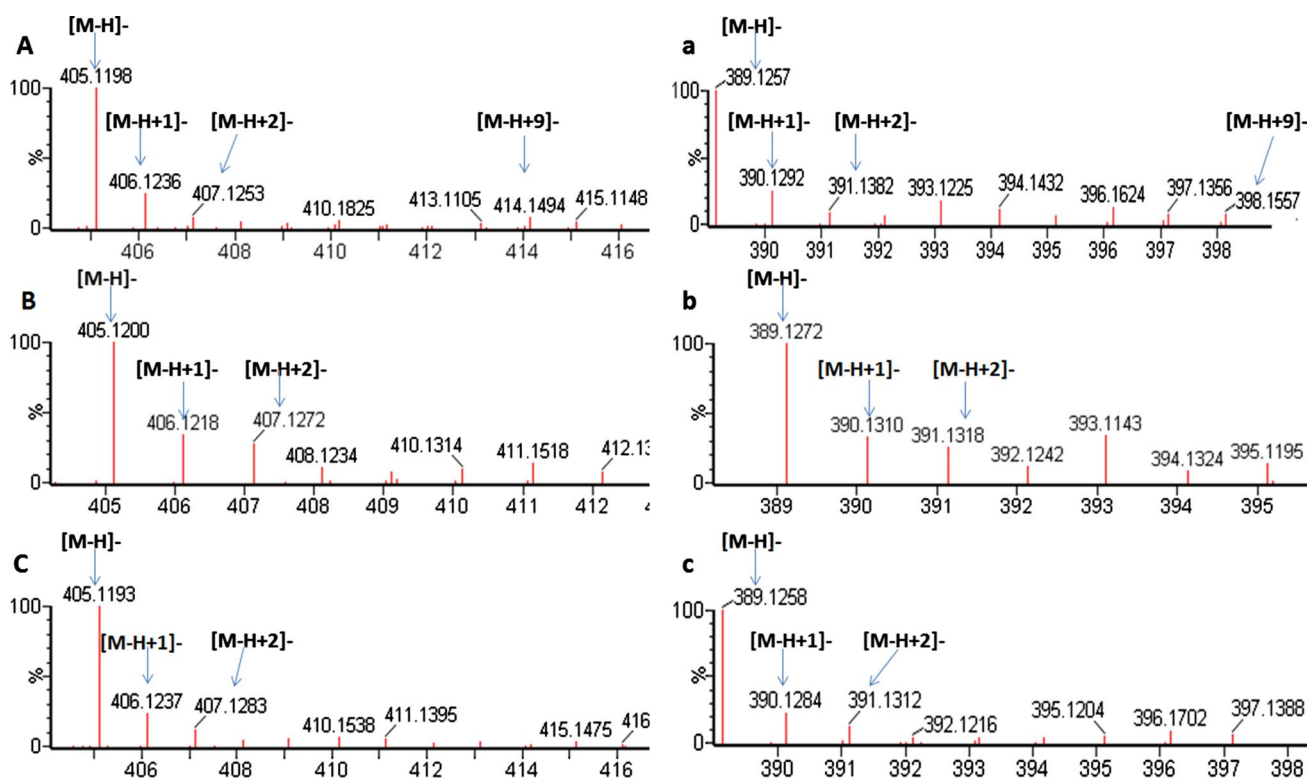 A
[M-H]-
405.1198
100
[M-H+1]-
[M-H+2]-
[M-H+9]-
%
406.1236
407.1253
410.1825
413.1105
414.1494
415.1148
0
406 408 410 412 414 416
a
[M-H]-
389.1257
100
[M-H+1]-
[M-H+2]-
[M-H+9]-
%
390.1292
391.1382
393.1225
394.1432
396.1624
397.1356
398.1557
0
390 391 392 393 394 395 396 397 398
B
[M-H]-
405.1200
100
[M-H+1]-
[M-H+2]-
%
406.1218
407.1272
408.1234
410.1314
411.1518
412.13
0
405 406 407 408 409 410 411 412
b
[M-H]-
389.1272
100
[M-H+1]-
[M-H+2]-
%
390.1310
391.1318
392.1242
393.1143
394.1324
395.1195
0
389 390 391 392 393 394 395
C
[M-H]-
405.1193
100
[M-H+1]-
[M-H+2]-
%
406.1237
407.1283
410.1538
411.1395
415.1475
416
0
406 408 410 412 414 416
c
[M-H]-
389.1258
100
[M-H+1]-
[M-H+2]-
%
390.1284
391.1312
392.1216
395.1204
396.1702
397.1388
0
390 391 392 393 394 395 396 397 398